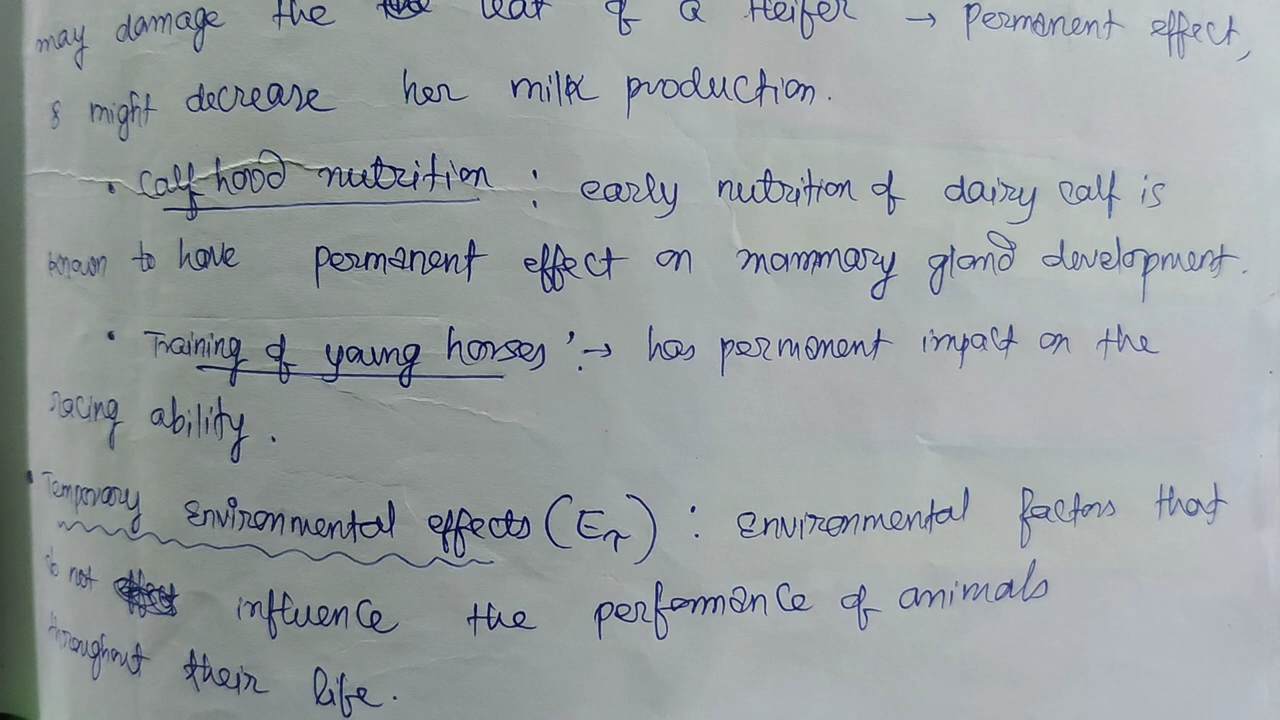 may damage the teat of a Heifer → Permanent effect,
& might decrease her milk production.
• Calf hood nutrition : early nutrition of dairy calf is
known to have permanent effect on mammary gland development.
• Training of young horses :→ has permanent impact on the
racing ability.
• Temporary Environmental effects (ET) : Environmental factors that
do not influence the performance of animals
throughout their life.